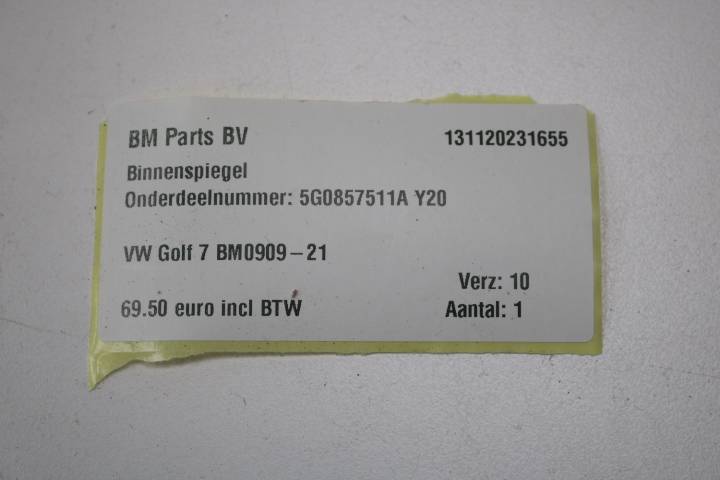 BM Parts BV 131120231655
Binnenspiegel
Onderdeelnummer: 5G0857511A Y20
VW Golf 7 BM0909-21
Verz: 10
69.50 euro incl BTW Aantal: 1